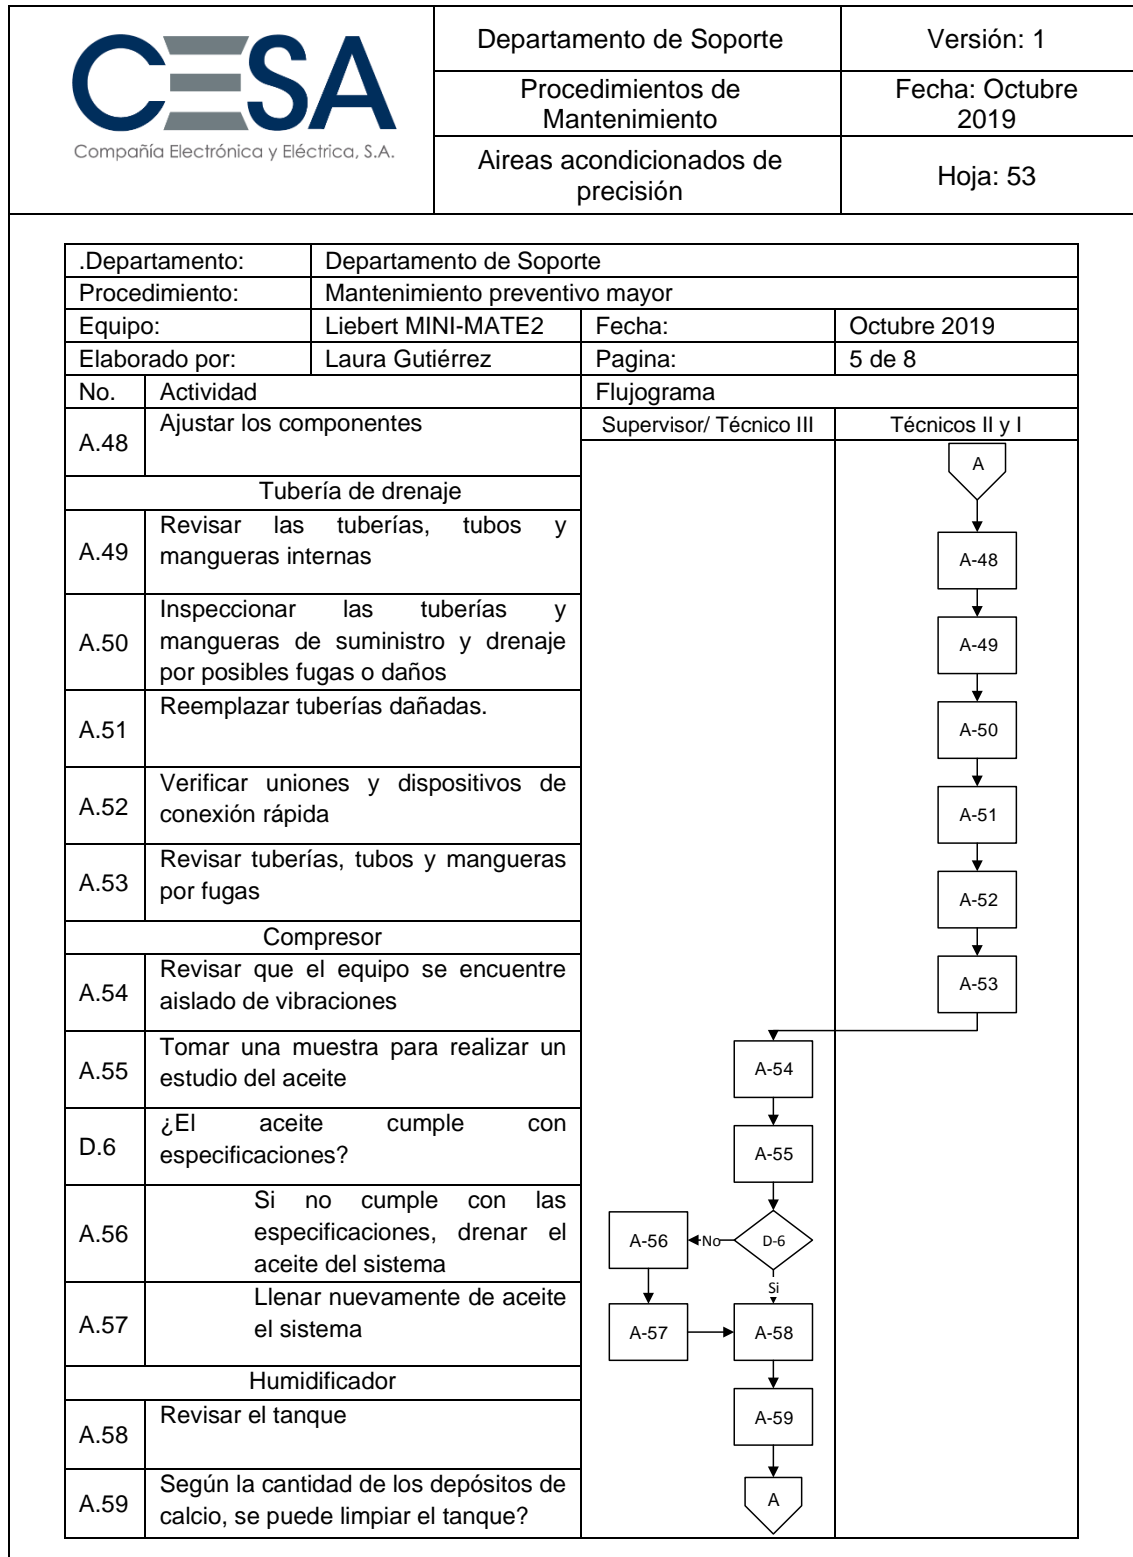 CESA
Compañía Electrónica y Eléctrica, S.A.
Departamento de Soporte
Versión: 1
Procedimientos de
Mantenimiento
Fecha: Octubre
2019
Aireas acondicionados de
precisión
Hoja: 53
.Departamento:
Departamento de Soporte
Procedimiento:
Mantenimiento preventivo mayor
Equipo:
Liebert MINI-MATE2
Fecha:
Octubre 2019
Elaborado por:
Laura Gutiérrez
Pagina:
5 de 8
No.
Actividad
Flujograma
A.48
Ajustar los componentes
Supervisor/ Técnico III
Técnicos II y I
Tubería de drenaje
A.49
Revisar las tuberías, tubos y
mangueras internas
A.50
Inspeccionar las tuberías y
mangueras de suministro y drenaje
por posibles fugas o daños
A.51
Reemplazar tuberías dañadas.
A.52
Verificar uniones y dispositivos de
conexión rápida
A.53
Revisar tuberías, tubos y mangueras
por fugas
Compresor
A.54
Revisar que el equipo se encuentre
aislado de vibraciones
A.55
Tomar una muestra para realizar un
estudio del aceite
D.6
¿El aceite cumple con
especificaciones?
A.56
Si no cumple con las
especificaciones, drenar el
aceite del sistema
A.57
Llenar nuevamente de aceite
el sistema
Humidificador
A.58
Revisar el tanque
A.59
Según la cantidad de los depósitos de
calcio, se puede limpiar el tanque?
A
A-48
A-49
A-50
A-51
A-52
A-53
A-54
A-55
A-56
No
D-6
Si
A-57
A-58
A-59
A